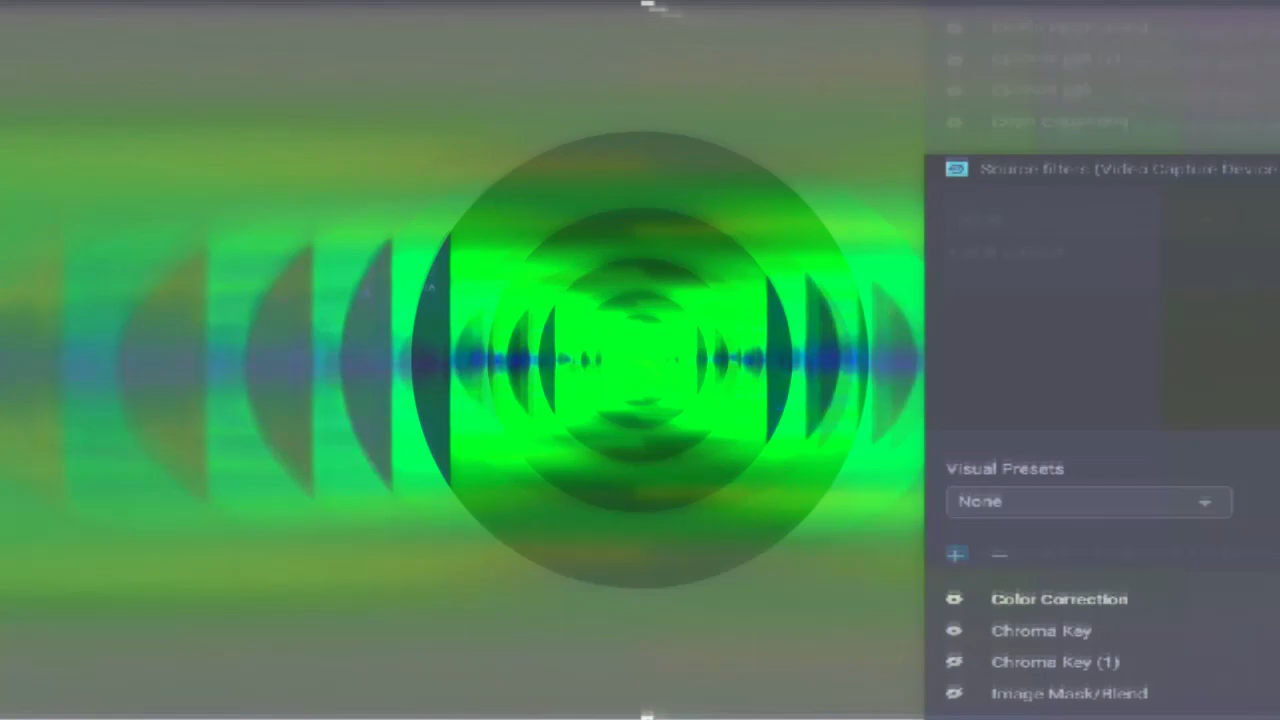 Source filters (Video Capture Device
Visual Presets
None
Color Correction
Chroma Key
Chroma Key (1)
Image Mask/Blend